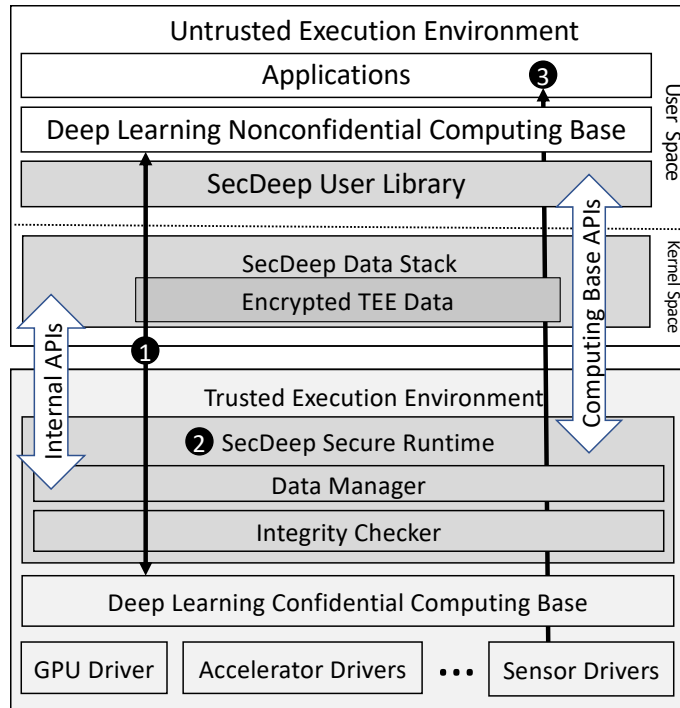 Untrusted Execution Environment
Applications
3
Deep Learning Nonconfidential Computing Base
SecDeep User Library
User Space
SecDeep Data Stack
Encrypted TEE Data
Kernel Space
1
Internal APIs
Computing Base APIs
Trusted Execution Environment
2 SecDeep Secure Runtime
Data Manager
Integrity Checker
Deep Learning Confidential Computing Base
GPU Driver
Accelerator Drivers
•••
Sensor Drivers